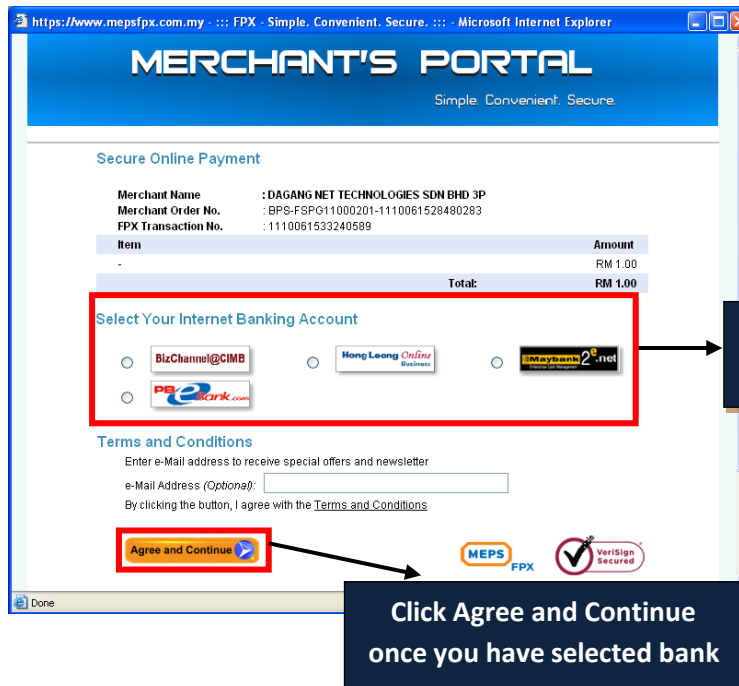 https://www.mepsfpx.com.my - ::: FPX - Simple. Convenient. Secure. ::: - Microsoft Internet Explorer
MERCHANT'S PORTAL
Simple. Convenient. Secure.
Secure Online Payment
Merchant Name : DAGANG NET TECHNOLOGIES SDN BHD 3P
Merchant Order No. : BPS-FSPG11000201-1110061528480283
FPX Transaction No. : 1110061533240589
Item Amount
- RM 1.00
Total: RM 1.00
Select Your Internet Banking Account
BizChannel@CIMB
Hong Leong Online
Business
Maybank2e.net
Enterprise Cash Management
PBeBank.com
Terms and Conditions
Enter e-Mail address to receive special offers and newsletter
e-Mail Address (Optional):
By clicking the button, I agree with the Terms and Conditions
Agree and Continue
MEPS
FPX
VeriSign
Secured
Done
Click Agree and Continue
once you have selected bank